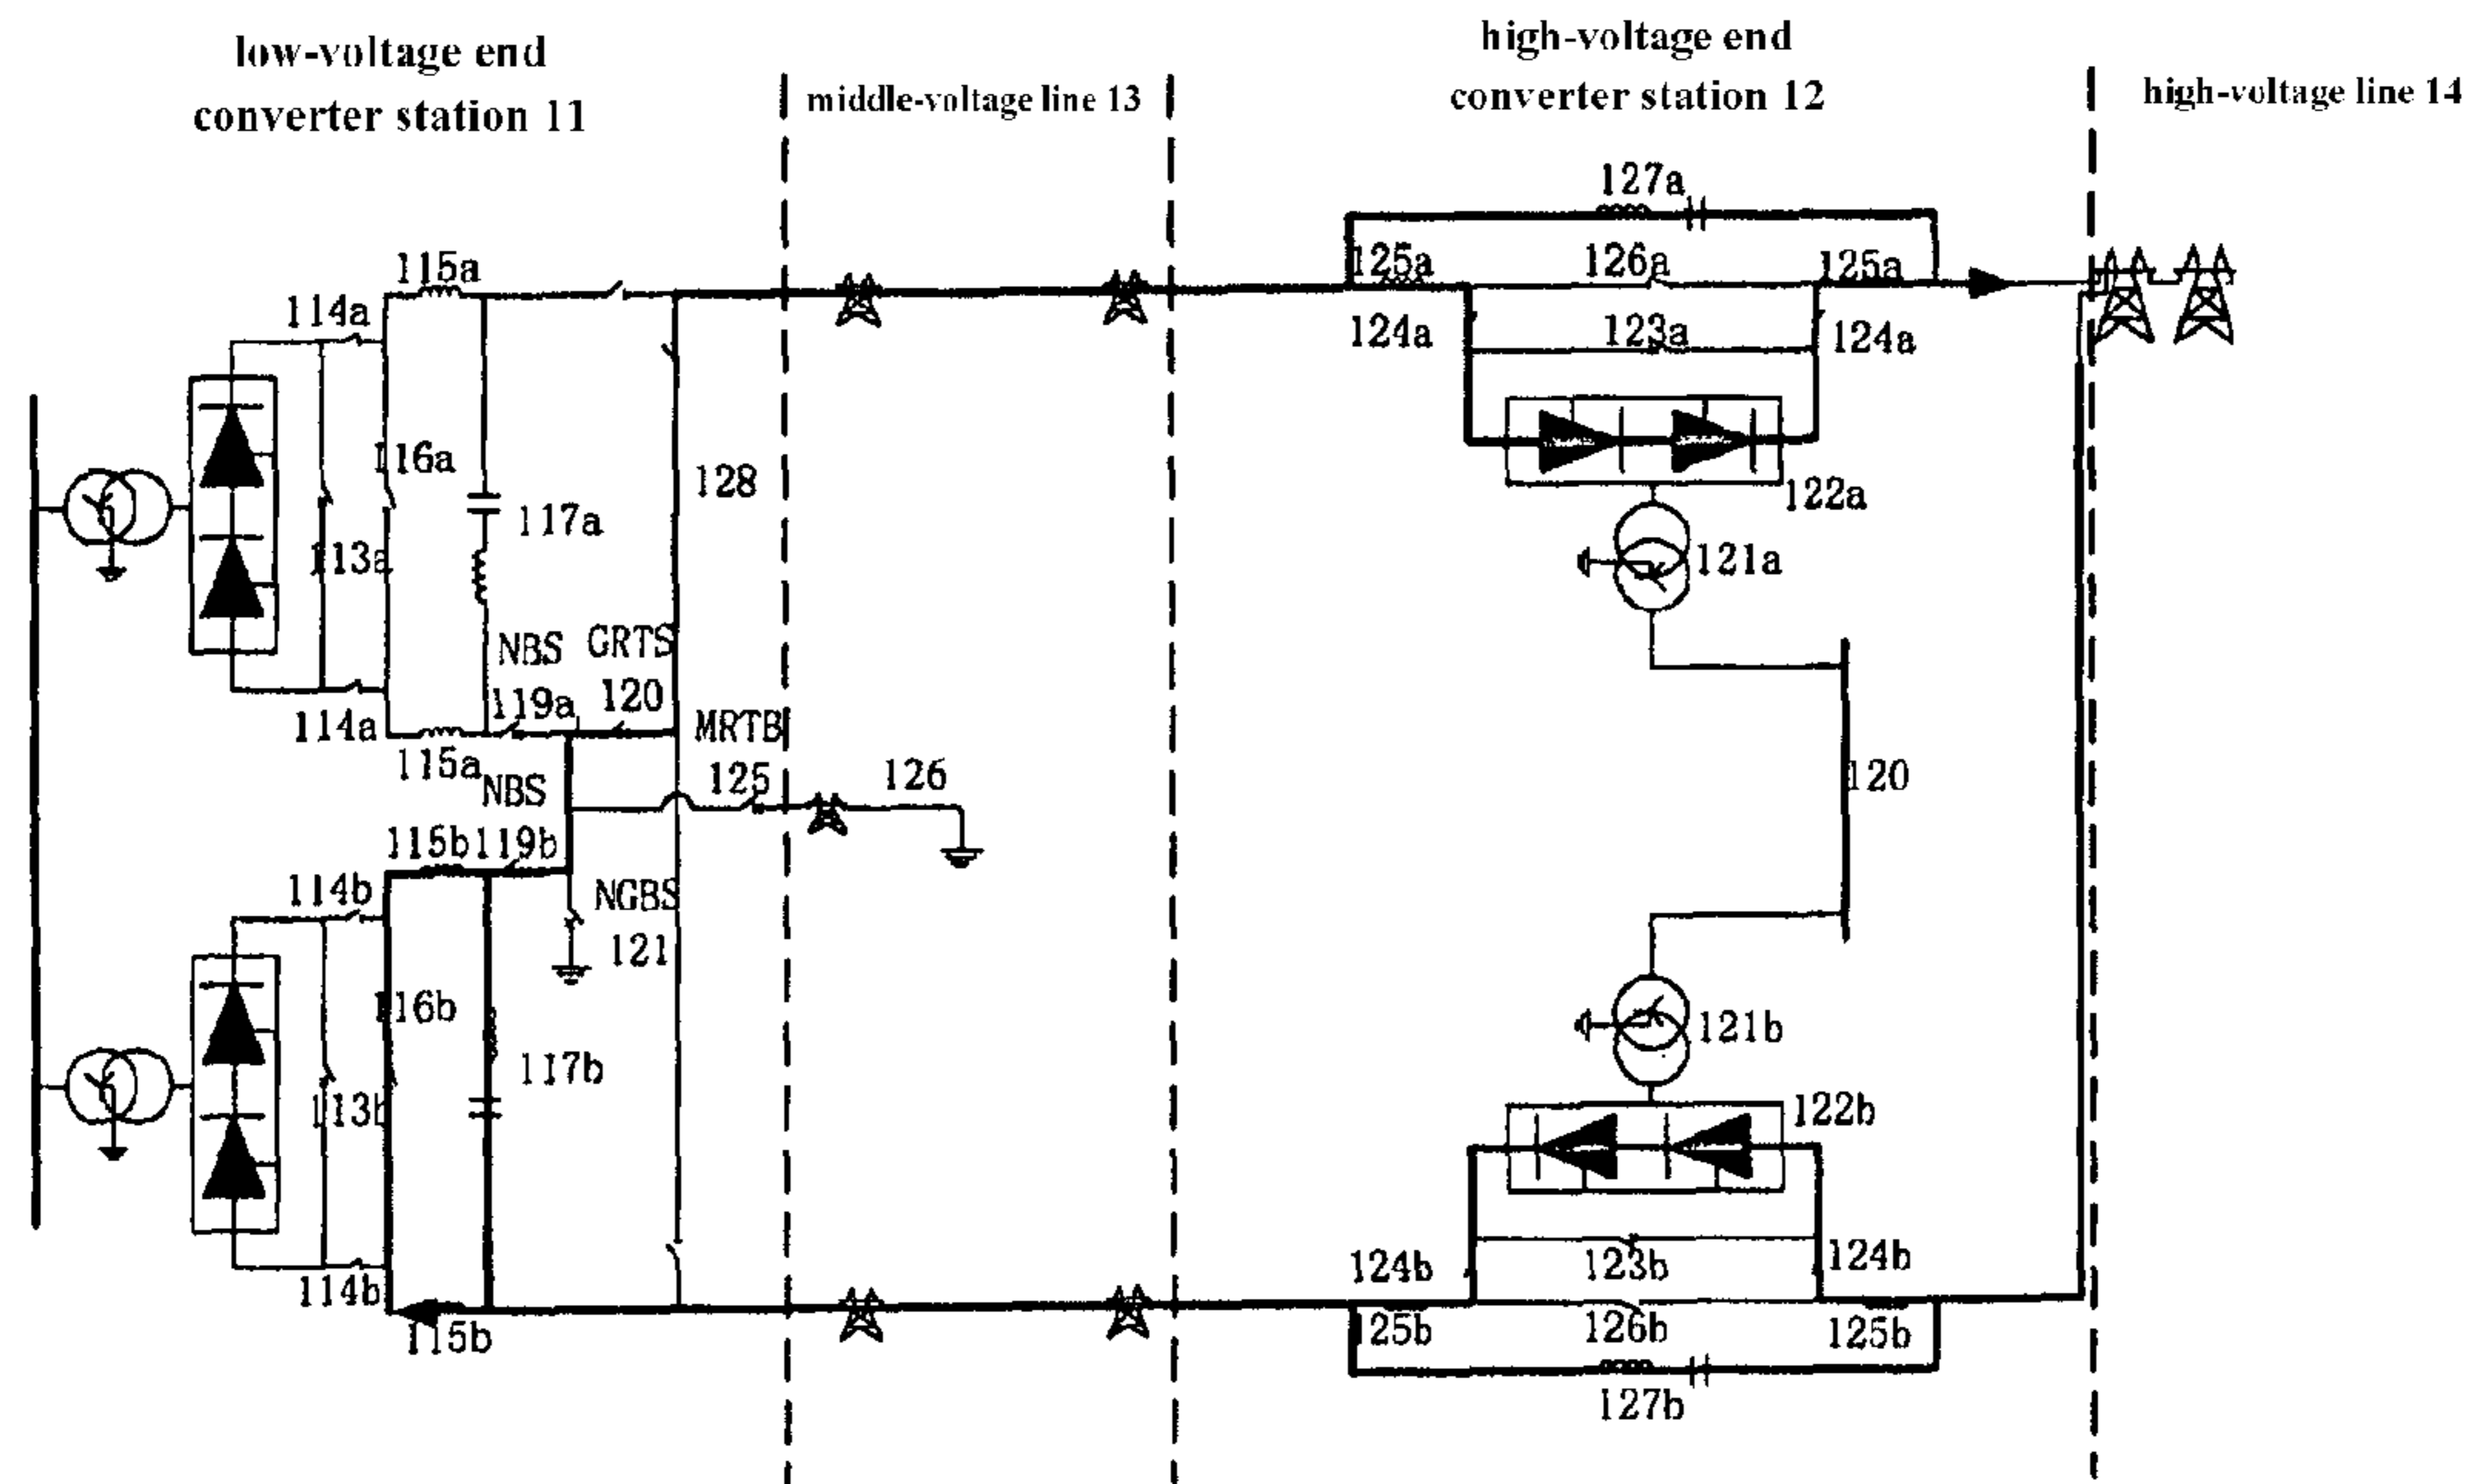 low-voltage end
converter station 11
middle-voltage line 13
high-voltage end
converter station 12
high-voltage line 14
127a
115a
125a
126a
125a
114a
124a
123a
124a
116a
128
117a
122a
113a
121a
NBS
GRTS
119a
120
114a
MRTB
115a
125
126
120
NBS
115b
119b
114b
NGBS
121
116b
121b
117b
113b
122b
124b
123b
124b
114b
115b
25b
126b
125b
127b